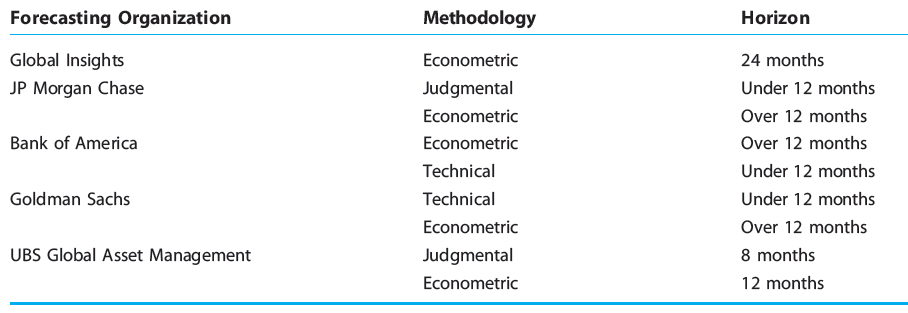 Forecasting Organization Methodology Horizon
Global Insights Econometric 24 months
JP Morgan Chase Judgmental Under 12 months
Econometric Over 12 months
Bank of America Econometric Over 12 months
Technical Under 12 months
Goldman Sachs Technical Under 12 months
Econometric Over 12 months
UBS Global Asset Management Judgmental 8 months
Econometric 12 months